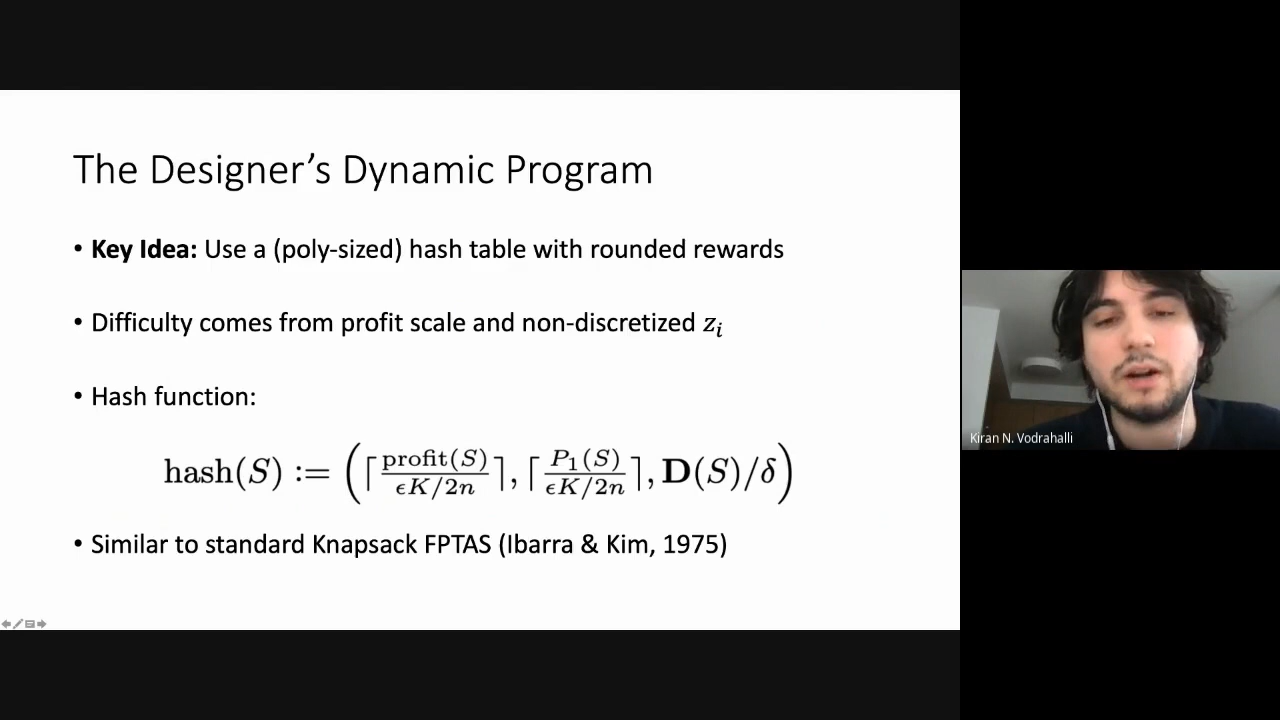 The Designer’s Dynamic Program
• Key Idea: Use a (poly-sized) hash table with rounded rewards
• Difficulty comes from profit scale and non-discretized zᵢ
• Hash function:
hash(S) := (⌈profit(S)/ϵK/2n⌉, ⌈P₁(S)/ϵK/2n⌉, D(S)/δ)
• Similar to standard Knapsack FPTAS (Ibarra & Kim, 1975)
Kiran N. Vodrahalli